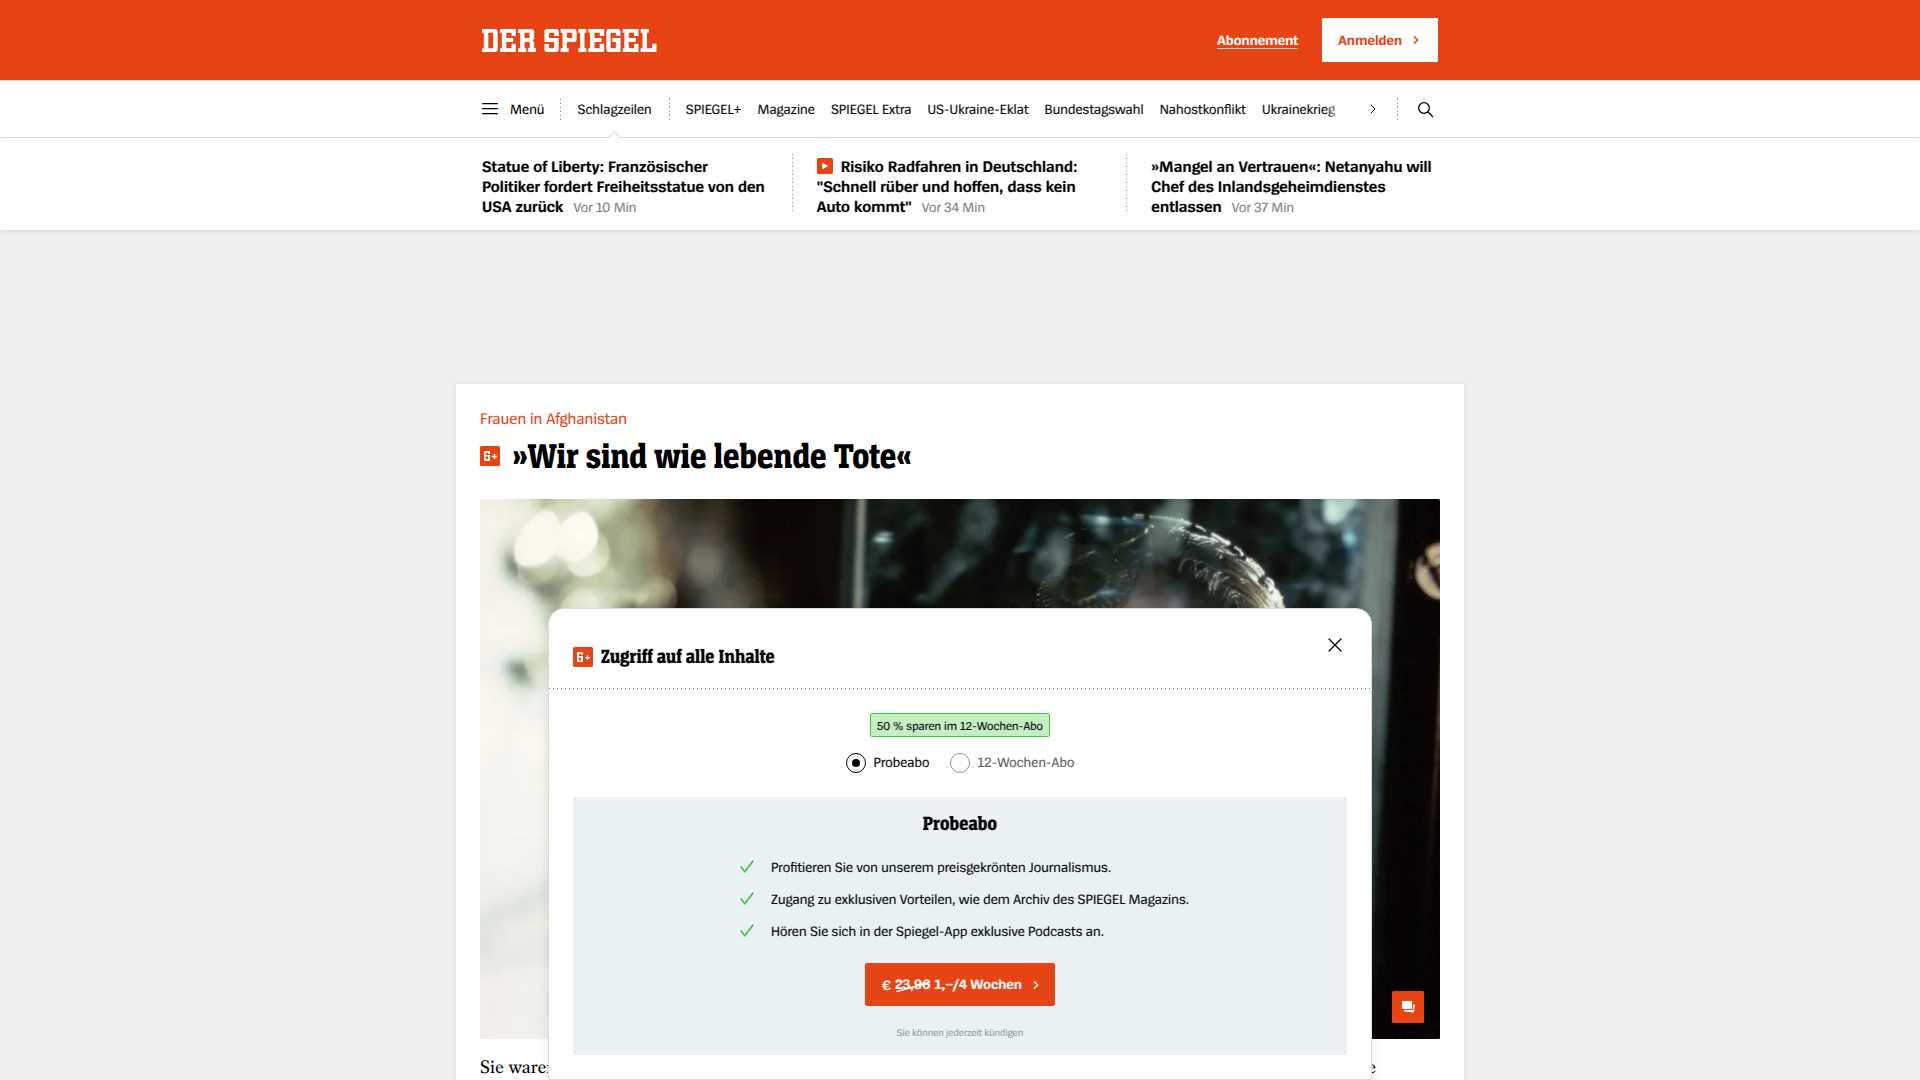 DER SPIEGEL
Abonnement
Anmelden
Menü
Schlagzeilen
SPIEGEL+
Magazine
SPIEGEL Extra
US-Ukraine-Eklat
Bundestagswahl
Nahostkonflikt
Ukrainekrieg
Statue of Liberty: Französischer
Politiker fordert Freiheitsstatue von den
USA zurück Vor 10 Min
Risiko Radfahren in Deutschland:
"Schnell rüber und hoffen, dass kein
Auto kommt" Vor 34 Min
»Mangel an Vertrauen«: Netanyahu will
Chef des Inlandsgeheimdienstes
entlassen Vor 37 Min
Frauen in Afghanistan
»Wir sind wie lebende Tote«
Zugriff auf alle Inhalte
50 % sparen im 12-Wochen-Abo
Probeabo
12-Wochen-Abo
Probeabo
Profitieren Sie von unserem preisgekrönten Journalismus.
Zugang zu exklusiven Vorteilen, wie dem Archiv des SPIEGEL Magazins.
Hören Sie sich in der Spiegel-App exklusive Podcasts an.
€ 23,96 1,–/4 Wochen
Sie können jederzeit kündigen
Sie